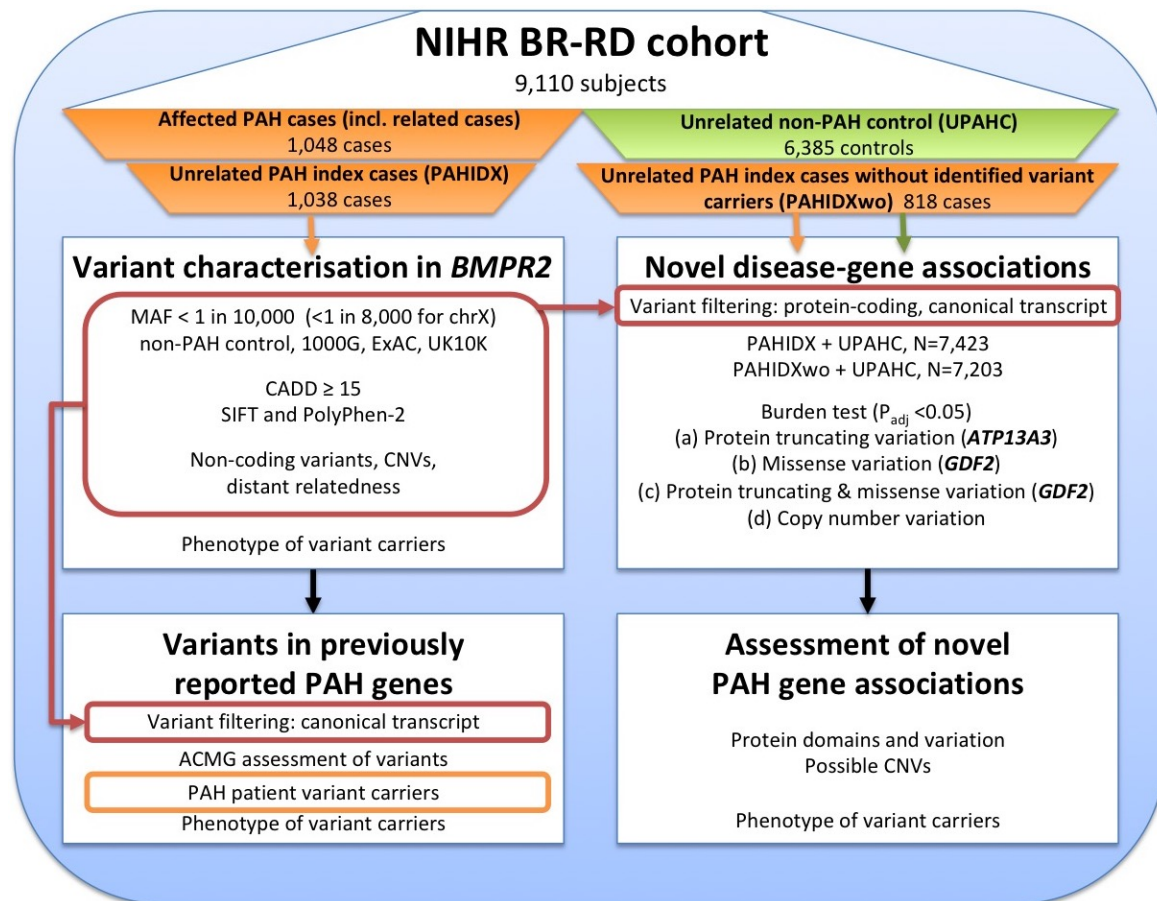 NIHR BR-RD cohort
9,110 subjects
Affected PAH cases (incl. related cases)
1,048 cases
Unrelated PAH index cases (PAHIDX)
1,038 cases
Unrelated non-PAH control (UPAHC)
6,385 controls
Unrelated PAH index cases without identified variant
carriers (PAHIDXwo) 818 cases
Variant characterisation in BMPR2
MAF < 1 in 10,000 (<1 in 8,000 for chrX)
non-PAH control, 1000G, ExAC, UK10K
CADD ≥ 15
SIFT and PolyPhen-2
Non-coding variants, CNVs,
distant relatedness
Phenotype of variant carriers
Novel disease-gene associations
Variant filtering: protein-coding, canonical transcript
PAHIDX + UPAHC, N=7,423
PAHIDXwo + UPAHC, N=7,203
Burden test (Padj <0.05)
(a) Protein truncating variation (ATP13A3)
(b) Missense variation (GDF2)
(c) Protein truncating & missense variation (GDF2)
(d) Copy number variation
Variants in previously
reported PAH genes
Variant filtering: canonical transcript
ACMG assessment of variants
PAH patient variant carriers
Phenotype of variant carriers
Assessment of novel
PAH gene associations
Protein domains and variation
Possible CNVs
Phenotype of variant carriers